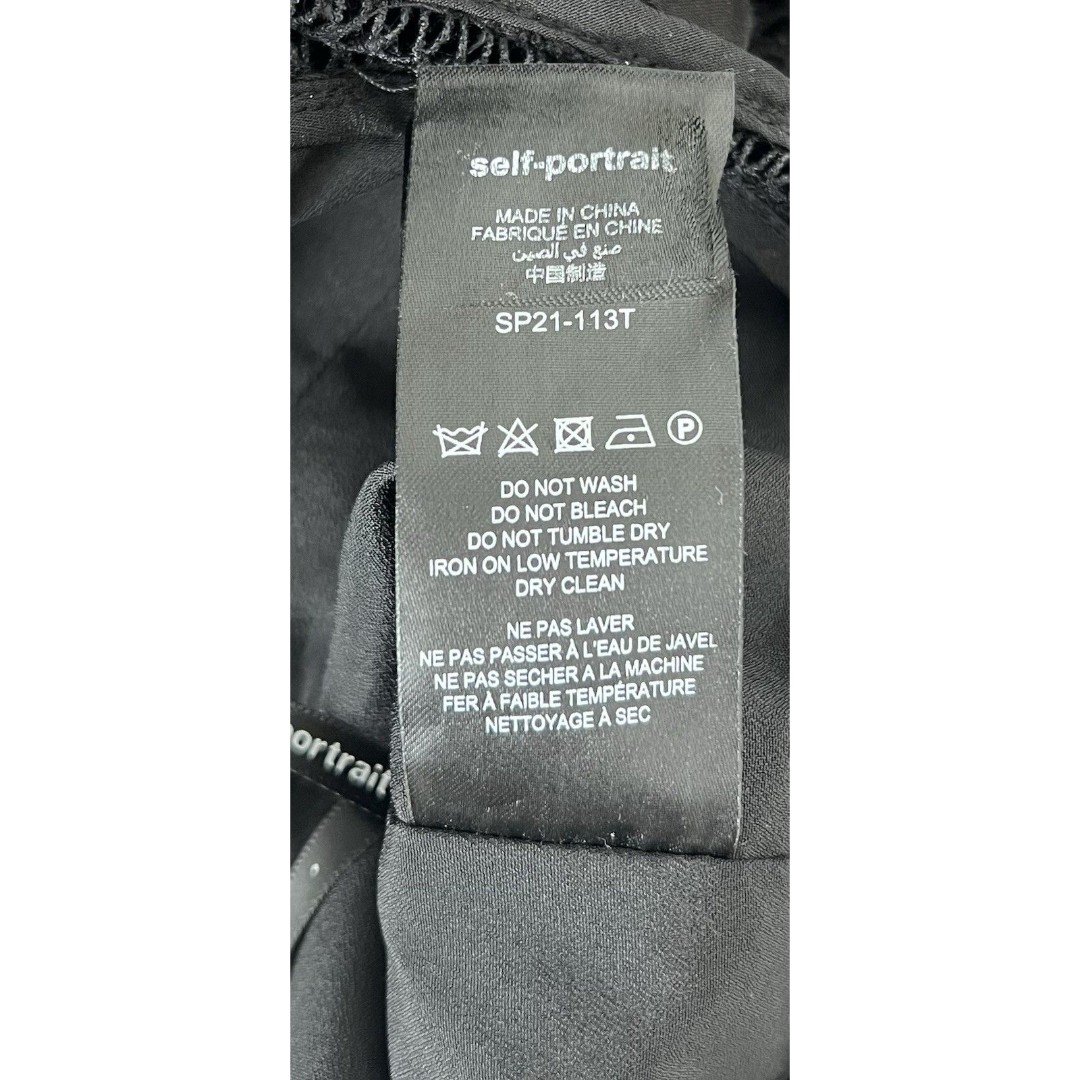 self-portrait
MADE IN CHINA
FABRIQUÉ EN CHINE
صنع في الصين
中国制造
SP21-113T
P
DO NOT WASH
DO NOT BLEACH
DO NOT TUMBLE DRY
IRON ON LOW TEMPERATURE
DRY CLEAN
NE PAS LAVER
NE PAS PASSER À L'EAU DE JAVEL
NE PAS SECHER A LA MACHINE
FER À FAIBLE TEMPÉRATURE
NETTOYAGE À SEC
portrait